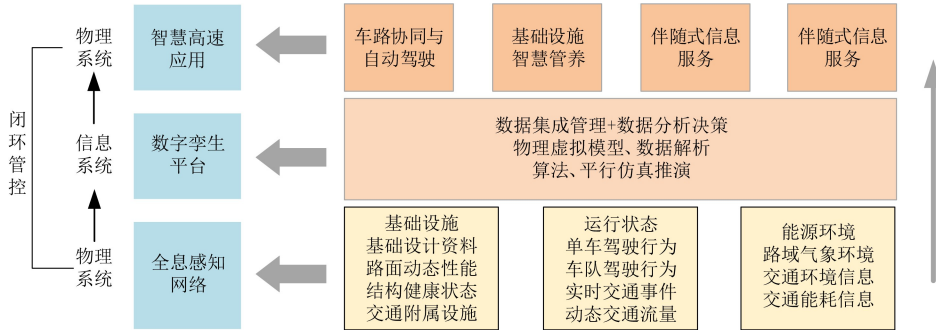 闭
环
管
控
物理
系统
信息
系统
物理
系统
智慧高速
应用
数字孪生
平台
全息感知
网络
车路协同与
自动驾驶
基础设施
智慧管养
伴随式信息
服务
伴随式信息
服务
数据集成管理+数据分析决策
物理虚拟模型、数据解析
算法、平行仿真推演
基础设施
基础设计资料
路面动态性能
结构健康状态
交通附属设施
运行状态
单车驾驶行为
车队驾驶行为
实时交通事件
动态交通流量
能源环境
路域气象环境
交通环境信息
交通能耗信息